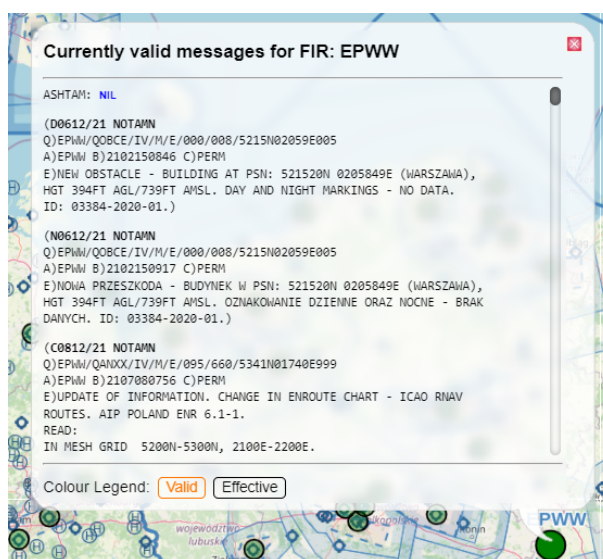 Currently valid messages for FIR: EPWW
ASHTAM: NIL
(D0612/21 NOTAMN
Q)EPWW/QOBCE/IV/M/E/000/008/5215N02059E005
A)EPWW B)2102150846 C)PERM
E)NEW OBSTACLE - BUILDING AT PSN: 521520N 0205849E (WARSZAWA),
HGT 394FT AGL/739FT AMSL. DAY AND NIGHT MARKINGS - NO DATA.
ID: 03384-2020-01.)
(N0612/21 NOTAMN
Q)EPWW/QOBCE/IV/M/E/000/008/5215N02059E005
A)EPWW B)2102150917 C)PERM
E)NOWA PRZESZKODA - BUDYNEK W PSN: 521520N 0205849E (WARSZAWA),
HGT 394FT AGL/739FT AMSL. OZNAKOWANIE DZIENNE ORAZ NOCNE - BRAK
DANYCH. ID: 03384-2020-01.)
(C0812/21 NOTAMN
Q)EPWW/QANXX/IV/M/E/095/660/5341N01740E999
A)EPWW B)2107080756 C)PERM
E)UPDATE OF INFORMATION. CHANGE IN ENROUTE CHART - ICAO RNAV
ROUTES. AIP POLAND ENR 6.1-1.
READ:
IN MESH GRID 5200N-5300N, 2100E-2200E.
Colour Legend: Valid Effective
EPWW
województwo
lubuskie